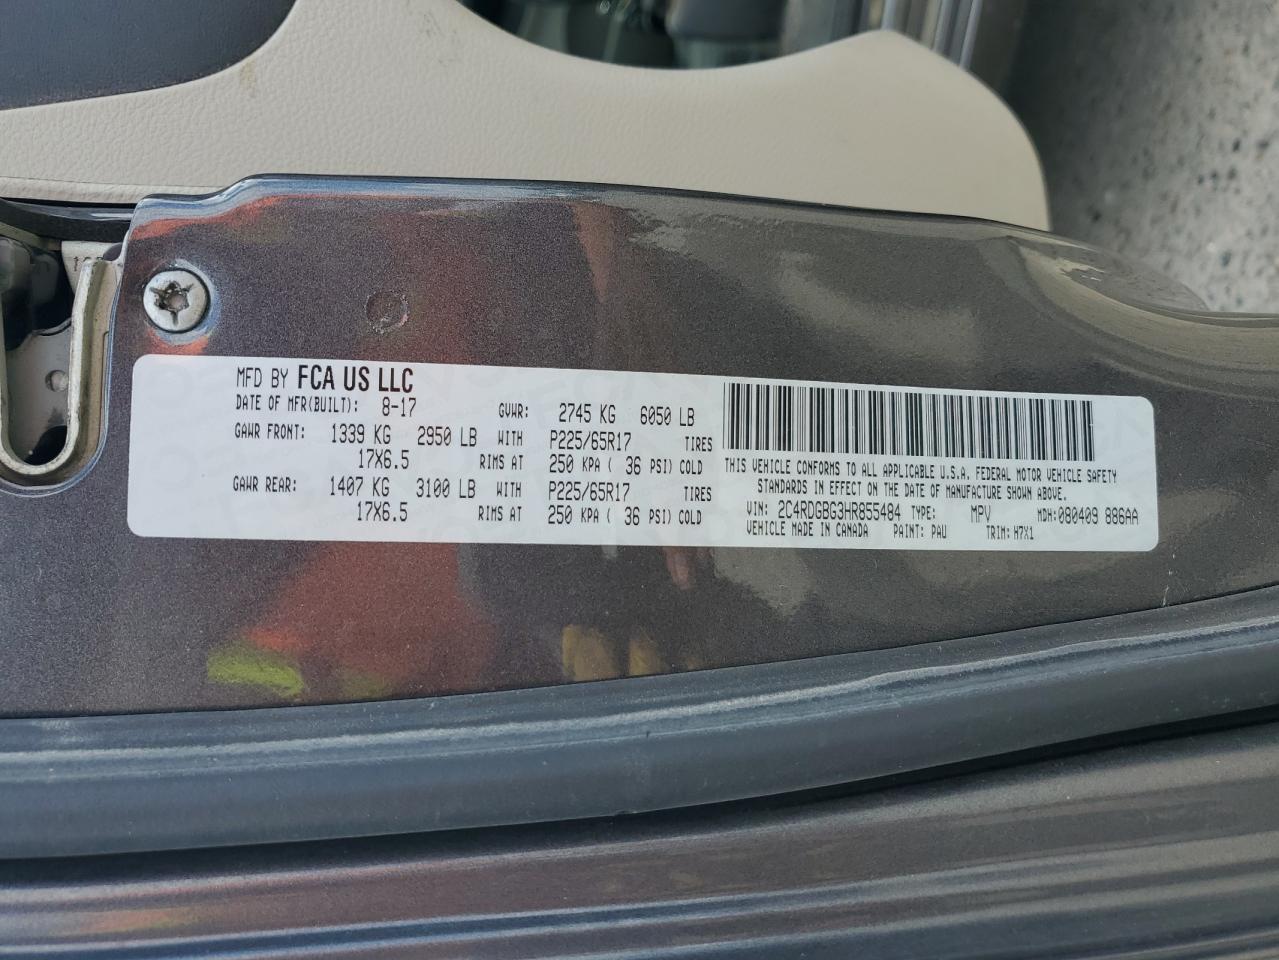 MFD BY FCA US LLC
DATE OF MFR(BUILT): 8-17 GVWR: 2745 KG 6050 LB
GAWR FRONT: 1339 KG 2950 LB WITH P225/65R17 TIRES
17X6.5 RIMS AT 250 KPA ( 36 PSI) COLD
GAWR REAR: 1407 KG 3100 LB WITH P225/65R17 TIRES
17X6.5 RIMS AT 250 KPA ( 36 PSI) COLD
THIS VEHICLE CONFORMS TO ALL APPLICABLE U.S.A. FEDERAL MOTOR VEHICLE SAFETY
STANDARDS IN EFFECT ON THE DATE OF MANUFACTURE SHOWN ABOVE.
VIN: 2C4RDGBG3HR855484 TYPE: MPV MDH:080409 886AA
VEHICLE MADE IN CANADA PAINT: PAU TRIM: H7X1